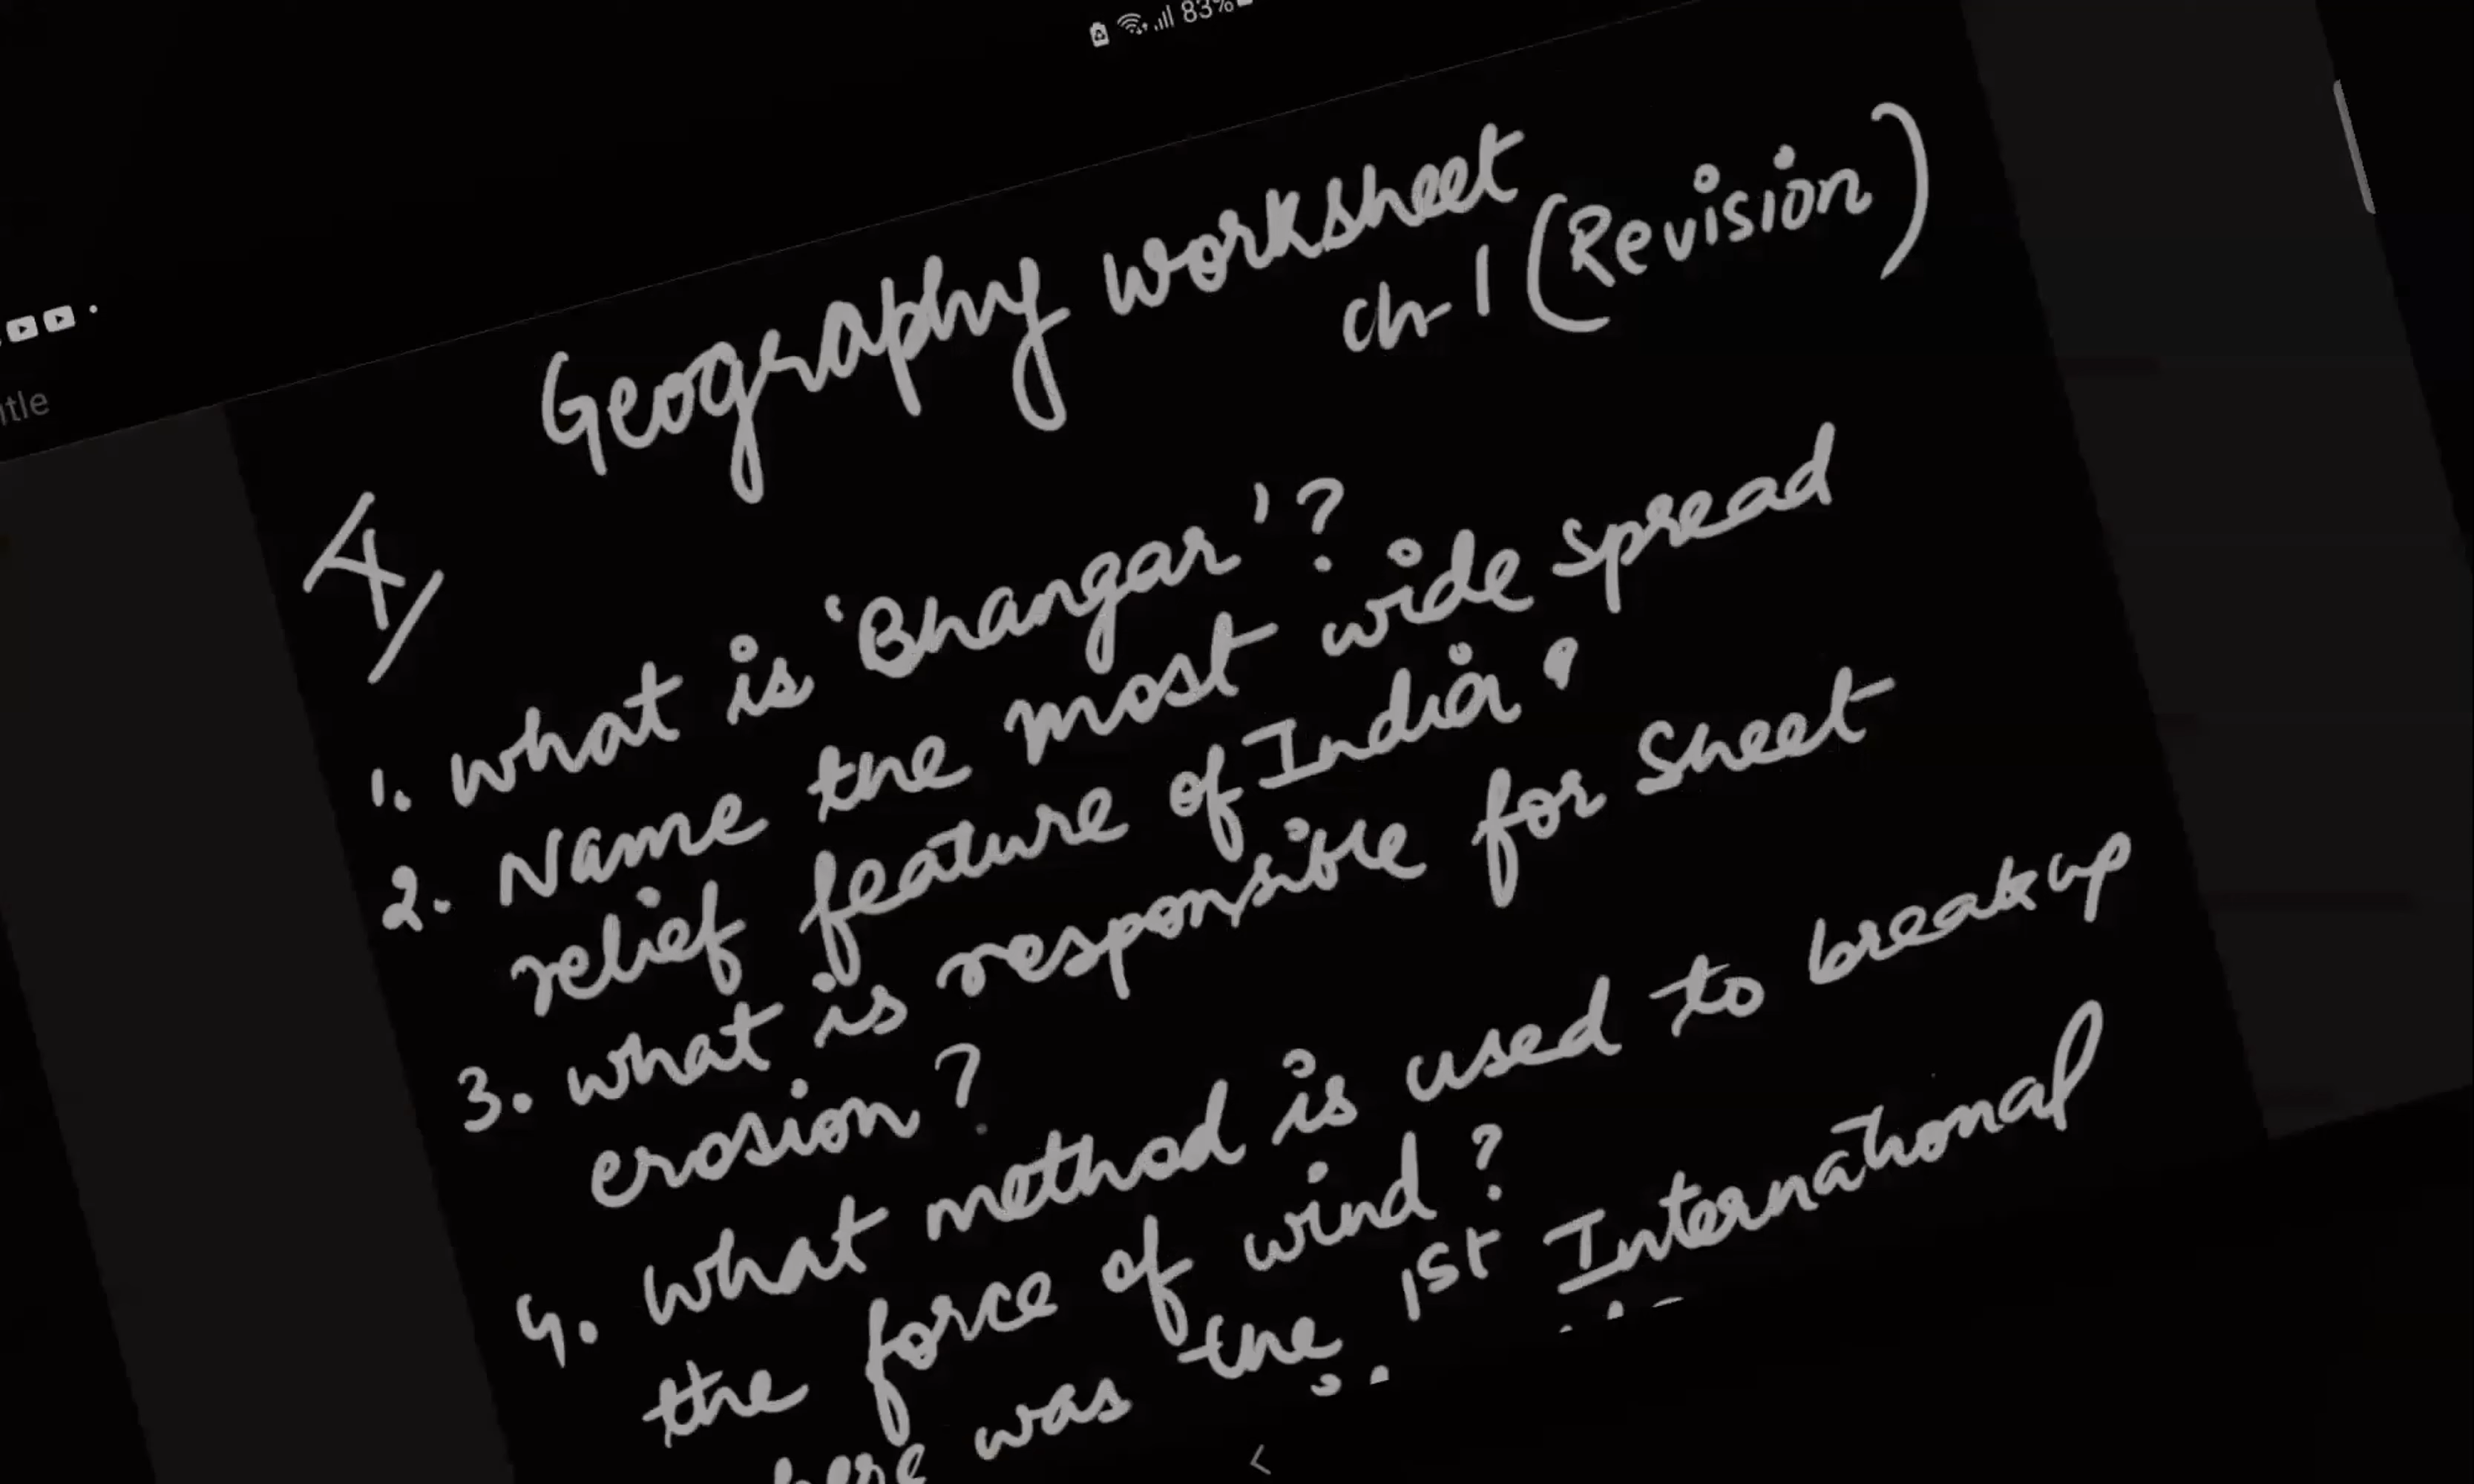 83%
itle
Geography worksheet
ch 1 (Revision)
A/
1. What is 'Bhangar'?
2. Name the most wide spread
relief feature of India.
3. What is responsible for Sheet
erosion?
4. What method is used to break up
the force of wind?
was the 1st International